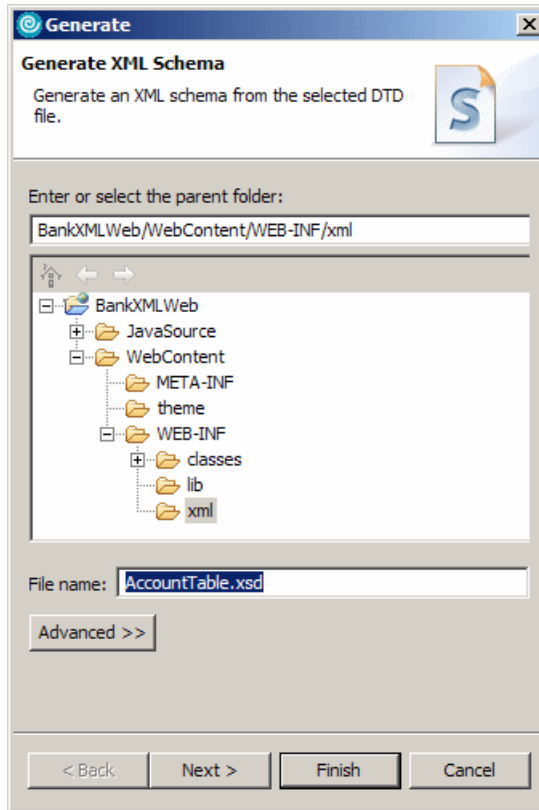 Generate
Generate XML Schema
Generate an XML schema from the selected DTD
file.
S
Enter or select the parent folder:
BankXMLWeb/WebContent/WEB-INF/xml
BankXMLWeb
JavaSource
WebContent
META-INF
theme
WEB-INF
classes
lib
xml
File name: AccountTable.xsd
Advanced >>
< Back Next > Finish Cancel